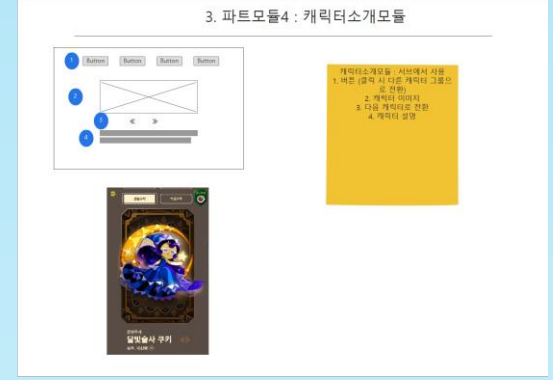 3. 파트모듈4 : 캐릭터소개모듈
1
Button
Button
Button
Button
2
3
《 》
4
캐릭터소개모듈 : 서브에서 사용
1. 버튼 (클릭 시 다른 캐릭터 그룹으
로 전환)
2. 캐릭터 이미지
3. 다음 캐릭터로 전환
4. 캐릭터 설명
달빛술사 쿠키